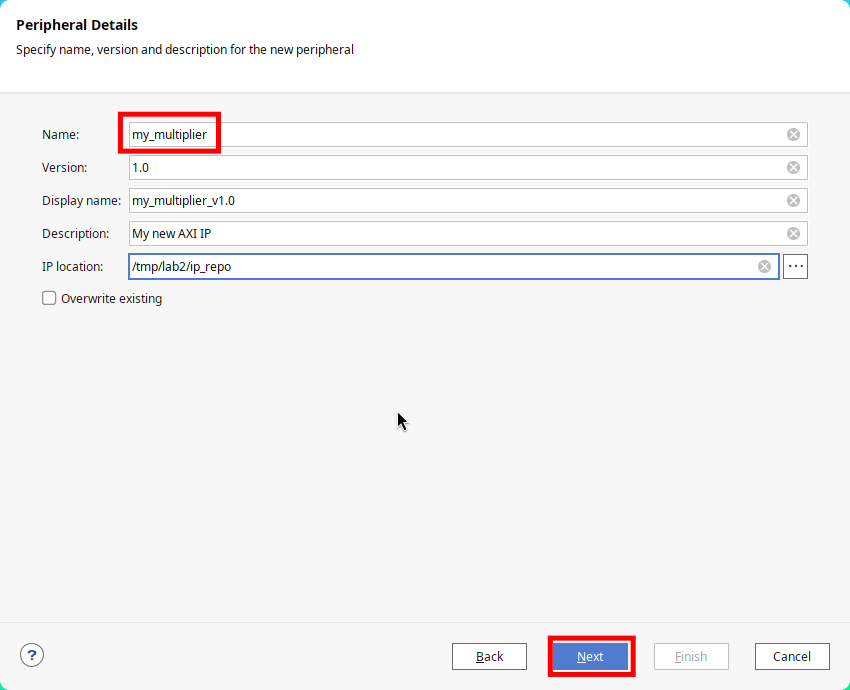 Peripheral Details
Specify name, version and description for the new peripheral
Name: my_multiplier
Version: 1.0
Display name: my_multiplier_v1.0
Description: My new AXI IP
IP location: /tmp/lab2/ip_repo ...
Overwrite existing
? Back Next Finish Cancel